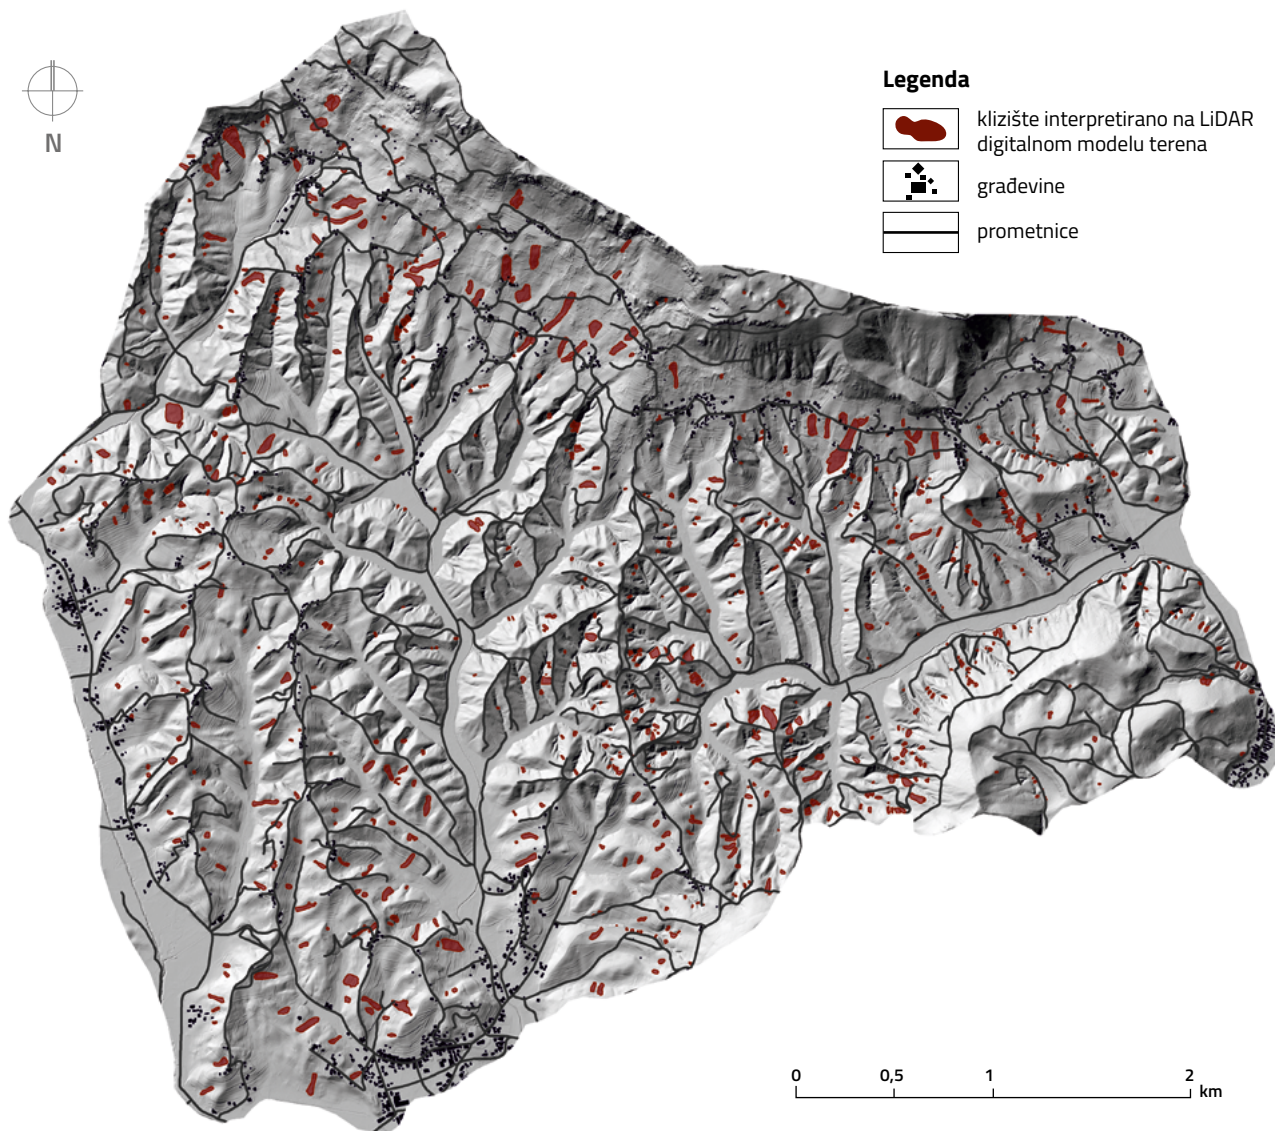 N
Legenda
klizište interpretirano na LiDAR
digitalnom modelu terena
građevine
prometnice
0 0,5 1 2
km